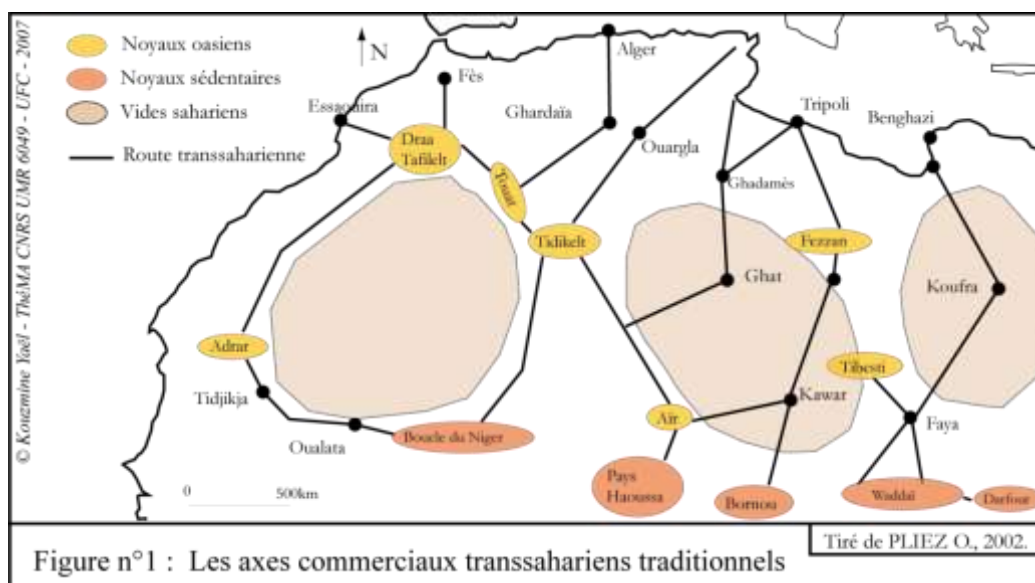 Noyaux oasiens
Noyaux sédentaires
Vides sahariens
Route transsaharienne
N
Alger
Fès
Essaouira
Ghardaïa
Draa
Tafilelt
Ouargla
Tripoli
Benghazi
Touat
Ghadamès
Tidikelt
Fezzan
Ghat
Koufra
Adrar
Tibesti
Tidjikja
Kawar
Oualata
Boucle du Niger
Aïr
Faya
Pays
Haoussa
Bornou
Waddaï
Darfour
0 500km
© Kouzmine Yaël - ThéMA CNRS UMR 6049 - UFC - 2007
Figure n°1 : Les axes commerciaux transsahariens traditionnels
Tiré de PLIEZ O., 2002.